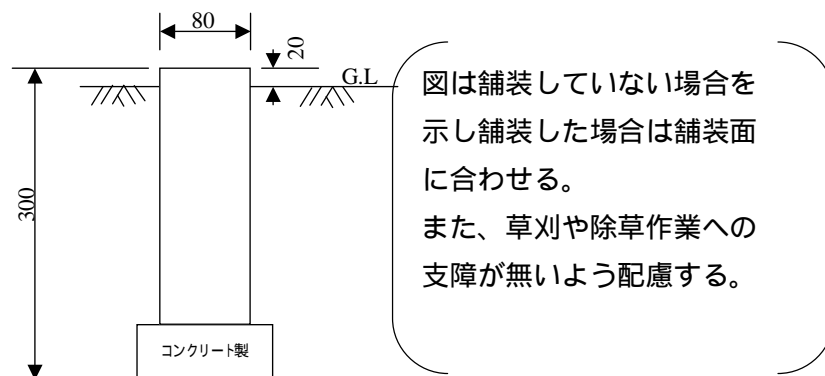 80
20
G.L
300
コンクリート製
図は舗装していない場合を
示し舗装した場合は舗装面
に合わせる。
また、草刈や除草作業への
支障が無いよう配慮する。